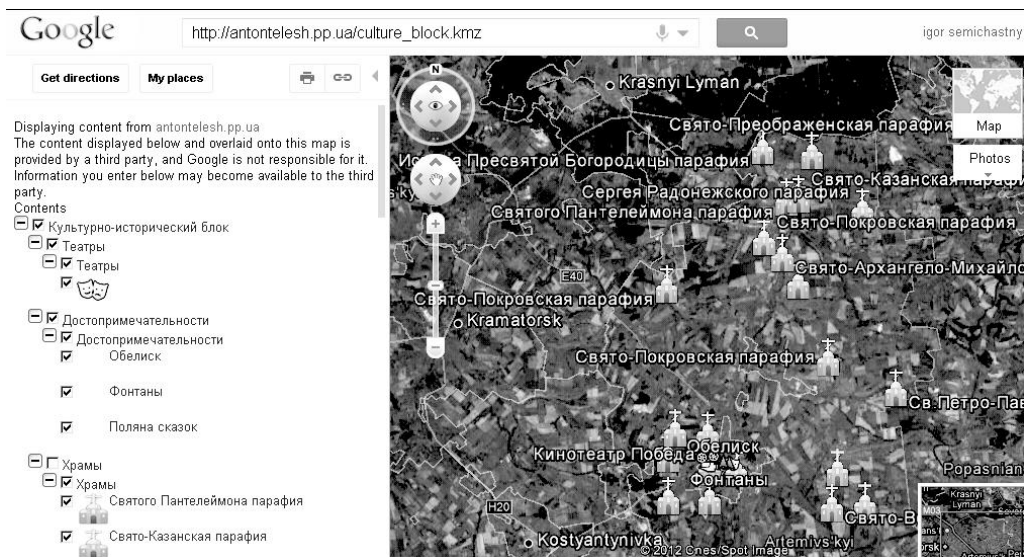 Google
http://antontelesh.pp.ua/culture_block.kmz
igor semichastny
Get directions
My places
Displaying content from antontelesh.pp.ua
The content displayed below and overlaid onto this map is
provided by a third party, and Google is not responsible for it.
Information you enter below may become available to the third
party.
Contents
Культурно-исторический блок
Театры
Театры
Достопримечательности
Достопримечательности
Обелиск
Фонтаны
Поляна сказок
Храмы
Храмы
Святого Пантелеймона парафия
Свято-Казанская парафия
N
Krasnyi Lyman
Map
Photos
Свято-Преображенская парафия
Пресвятой Богородицы парафия
Сергея Радонежского парафия
Свято-Казанская
Святого Пантелеймона парафия
Свято-Покровская парафия
E40
Свято-Архангело-Михайло
Свято-Покровская парафия
Kramatorsk
Свято-Покровская парафия
Св.Петро-Пав
Кинотеатр Победа
Обелиск
Фонтаны
Popasnian
H20
Свято-В
Kostyantynivka
Artemivs'kyi
© 2012 Cnes/Spot Image
Krasnyi
Lyman
M03